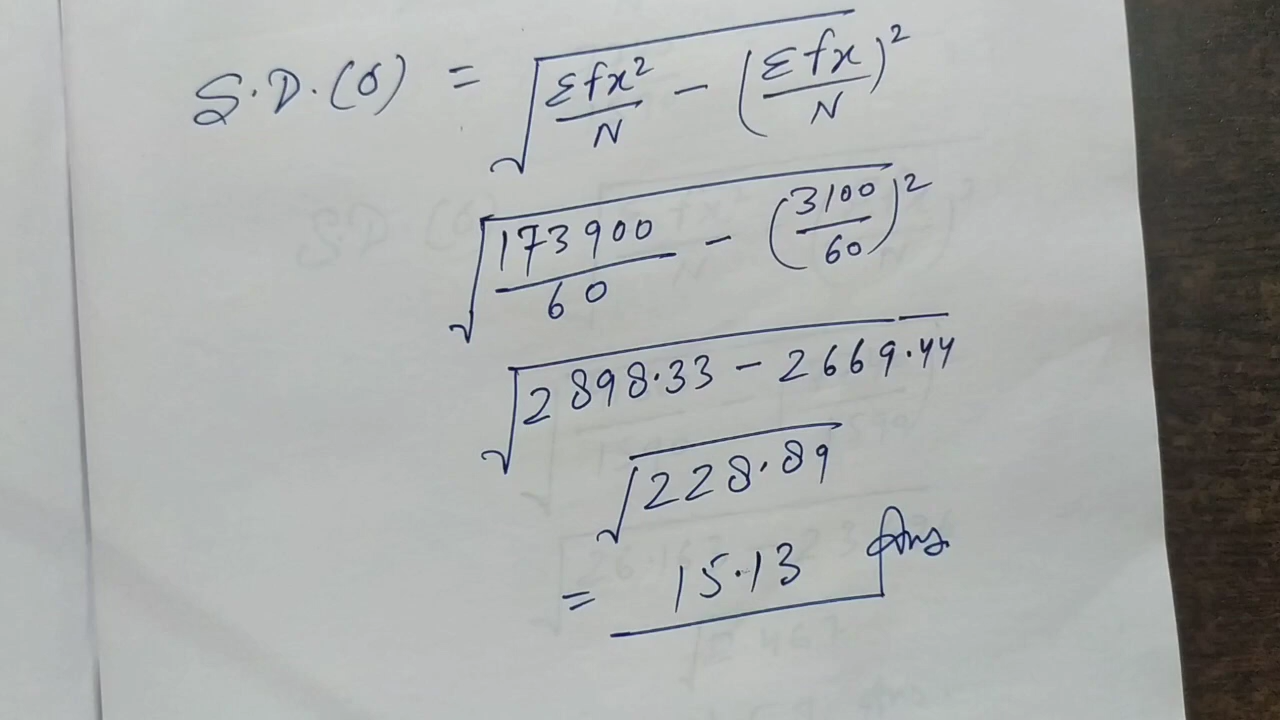 S.D.(σ) = √(Σfx²/N - (Σfx/N)²)
√(173900/60 - (3100/60)²)
√(2898.33 - 2669.44)
√228.89
= 15.13 Ans